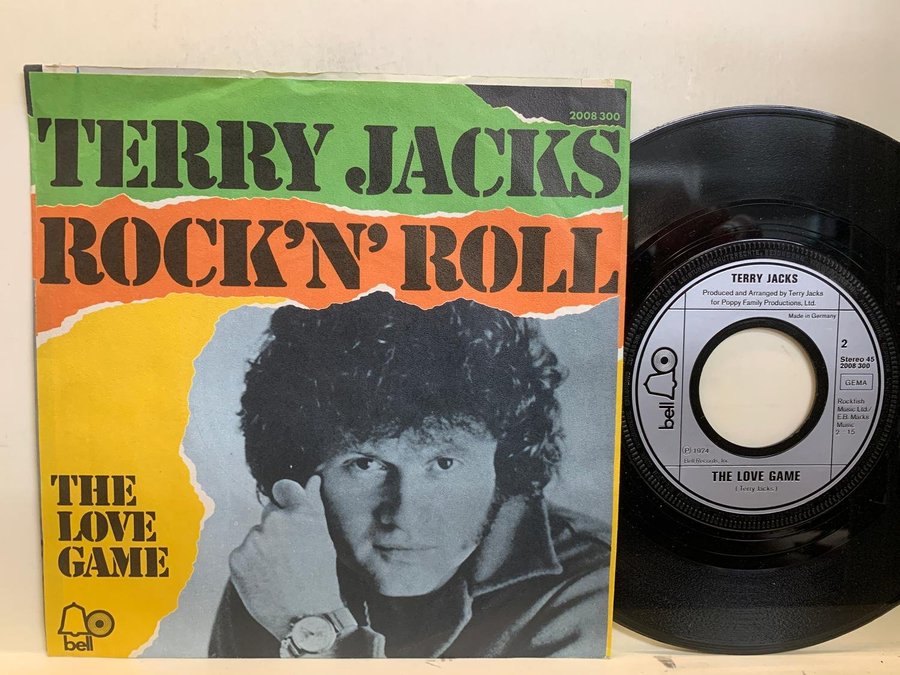 2008 300
TERRY JACKS
ROCK'N'ROLL
THE
LOVE
GAME
bell
TERRY JACKS
Produced and Arranged by Terry Jacks
for Poppy Family Productions, Ltd.
Made in Germany
2
Stereo 45
2008 300
GEMA
Rockfish
Music Ltd./
E.B. Marks
Music
2:15
bell
Ⓟ 1974
Bell Records, Inc.
THE LOVE GAME
(Terry Jacks)